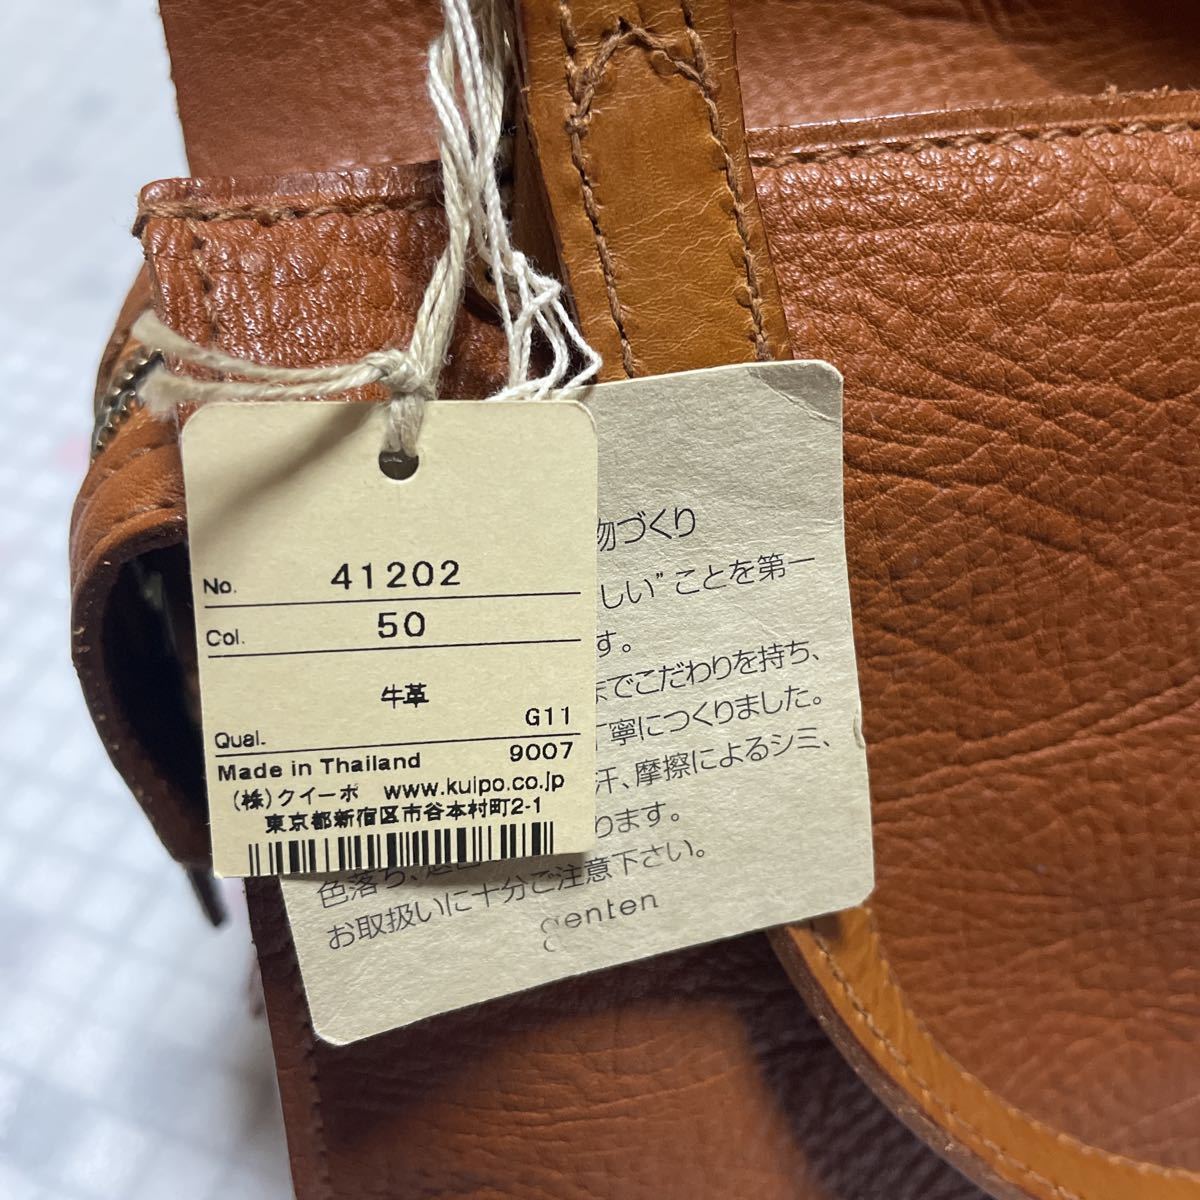 No. 41202
Col. 50
牛革
Qual. G11
Made in Thailand 9007
(株)クイーポ www.kuipo.co.jp
東京都新宿区市谷本村町2-1
物づくり
しい"ことを第一
す。
までこだわりを持ち、
丁寧につくりました。
汗、摩擦によるシミ、
ります。
色落ち、
お取扱いに十分ご注意下さい。
genten